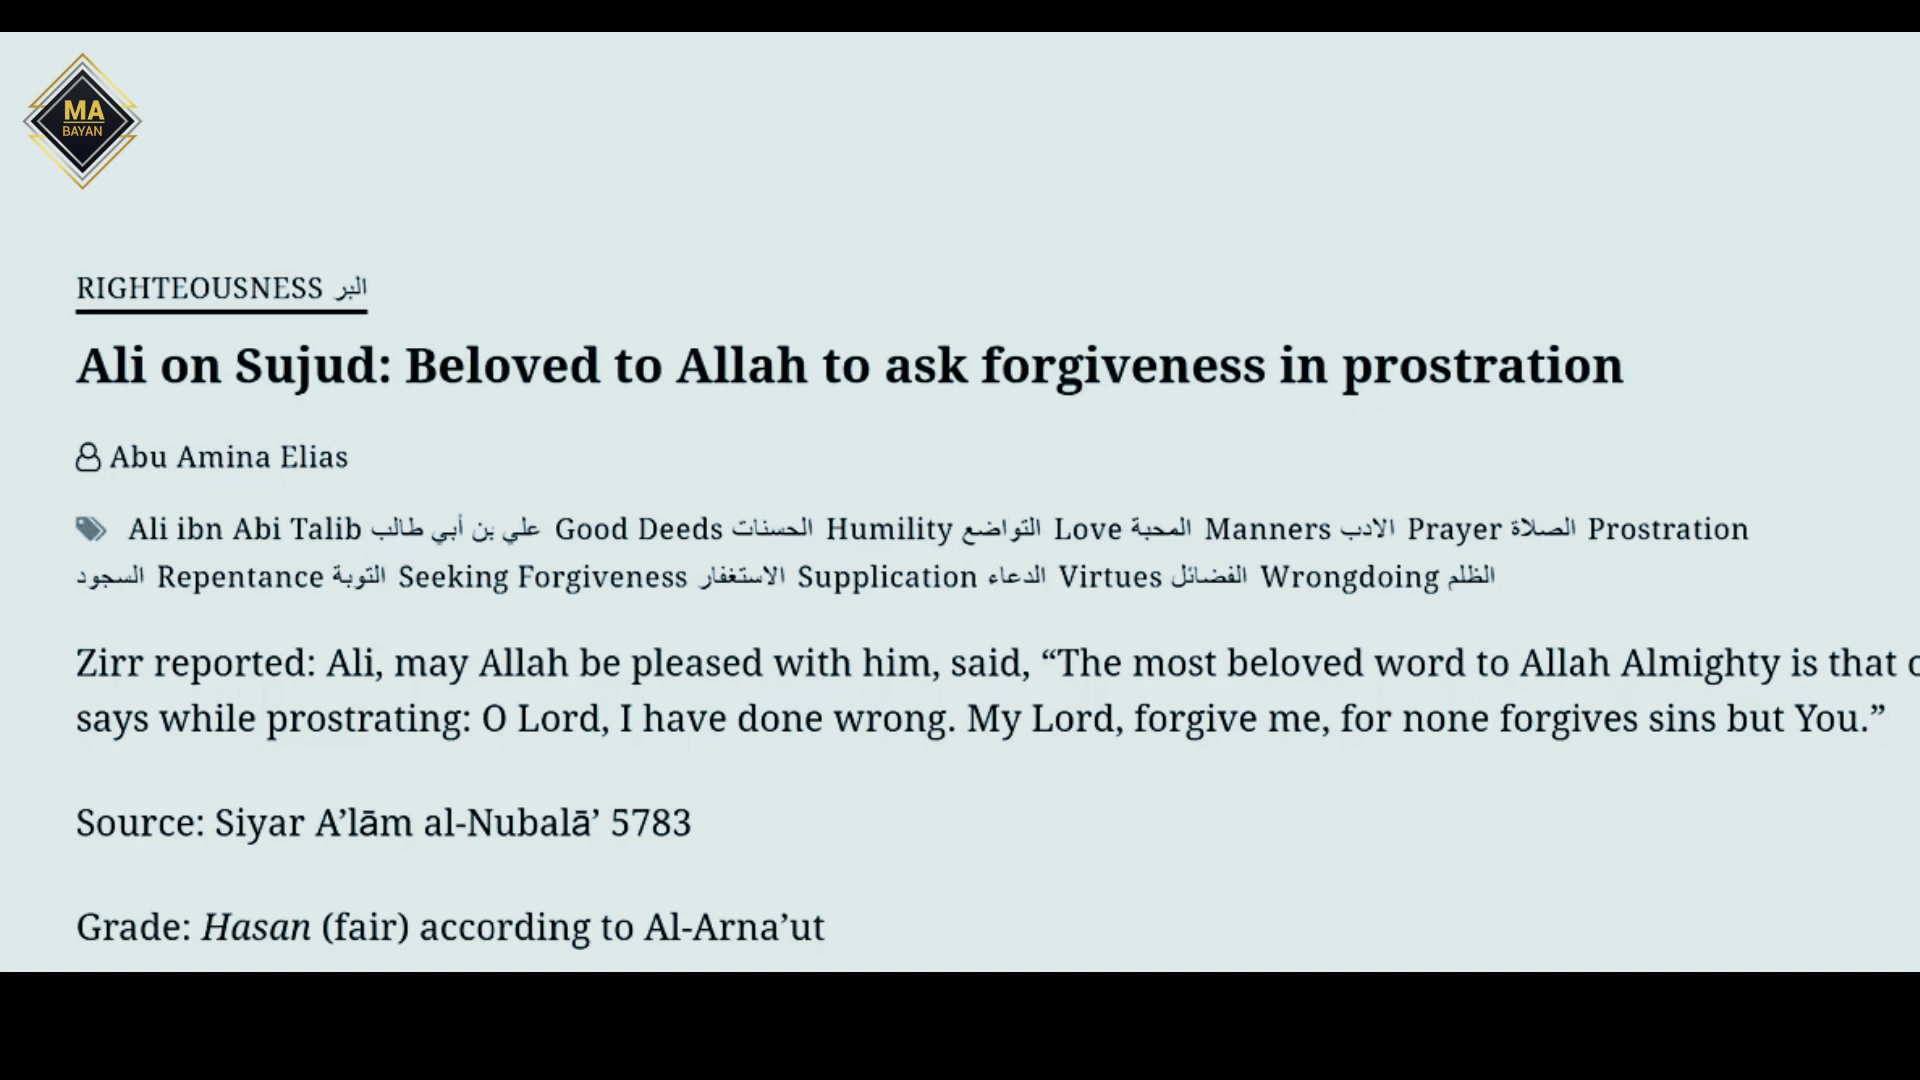 MA
BAYAN
RIGHTEOUSNESS البر
Ali on Sujud: Beloved to Allah to ask forgiveness in prostration
Abu Amina Elias
Ali ibn Abi Talib علي بن أبي طالب Good Deeds الحسنات Humility التواضع Love المحبة Manners الادب Prayer الصلاة Prostration
السجود Repentance التوبة Seeking Forgiveness الاستغفار Supplication الدعاء Virtues الفضائل Wrongdoing الظلم
Zirr reported: Ali, may Allah be pleased with him, said, “The most beloved word to Allah Almighty is that
says while prostrating: O Lord, I have done wrong. My Lord, forgive me, for none forgives sins but You.”
Source: Siyar A’lām al-Nubalā’ 5783
Grade: Hasan (fair) according to Al-Arna’ut